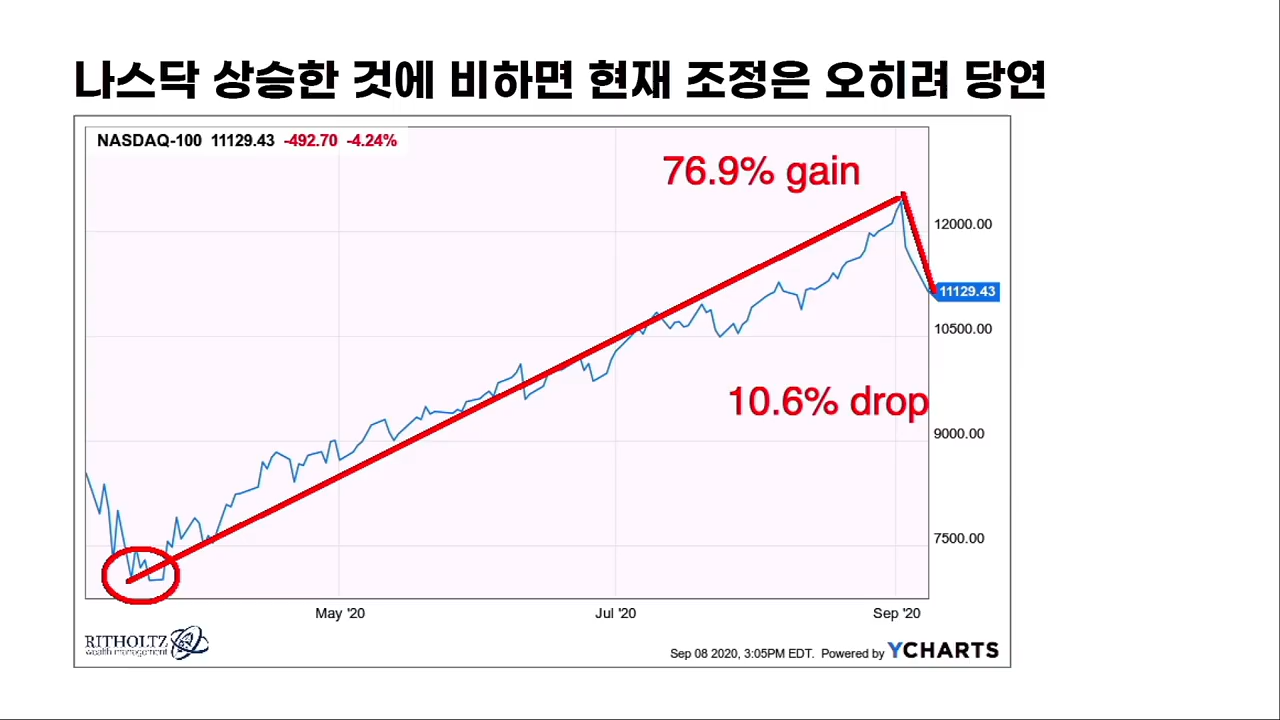 나스닥 상승한 것에 비하면 현재 조정은 오히려 당연
NASDAQ-100 11129.43 -492.70 -4.24%
76.9% gain
12000.00
11129.43
10500.00
10.6% drop
9000.00
7500.00
May '20 Jul '20 Sep '20
RITHOLTZ
wealth management
Sep 08 2020, 3:05PM EDT. Powered by YCHARTS